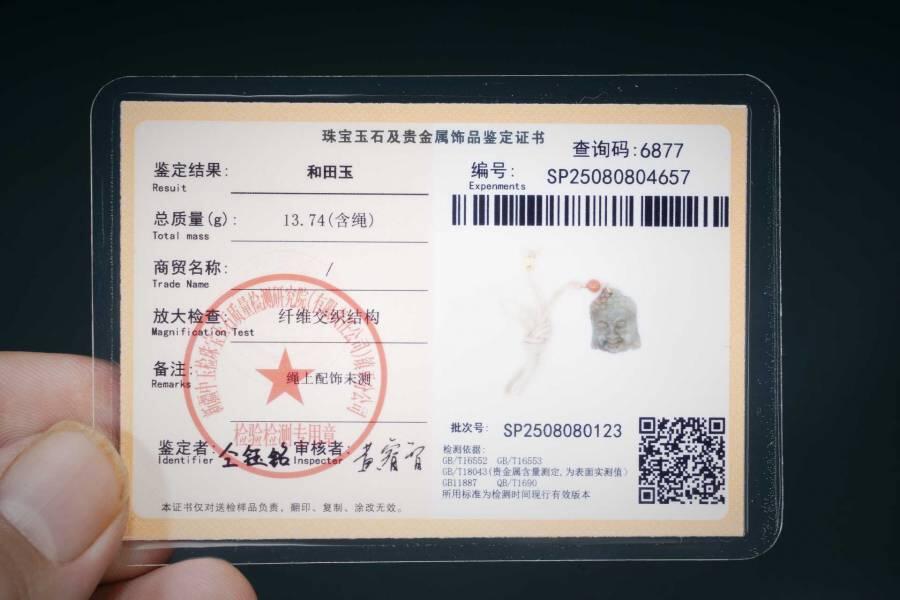 珠宝玉石及贵金属饰品鉴定证书
鉴定结果: 和田玉
Resuit
总质量(g): 13.74(含绳)
Total mass
商贸名称: /
Trade Name
放大检查: 纤维交织结构
Magnification Test
备注: 绳上配饰未测
Remarks
检验检测专用章
鉴定者: 审核者:
Identifier Inspecter
本证书仅对送检样品负责，翻印、复制、涂改无效。
查询码:6877
编号: SP25080804657
Expenments
批次号: SP2508080123
检测依据:
GB/T16552 GB/T16553
GB/T18043(贵金属含量测定,为表面实测值)
GB11887 QB/T1690
所用标准为检测时间现行有效版本